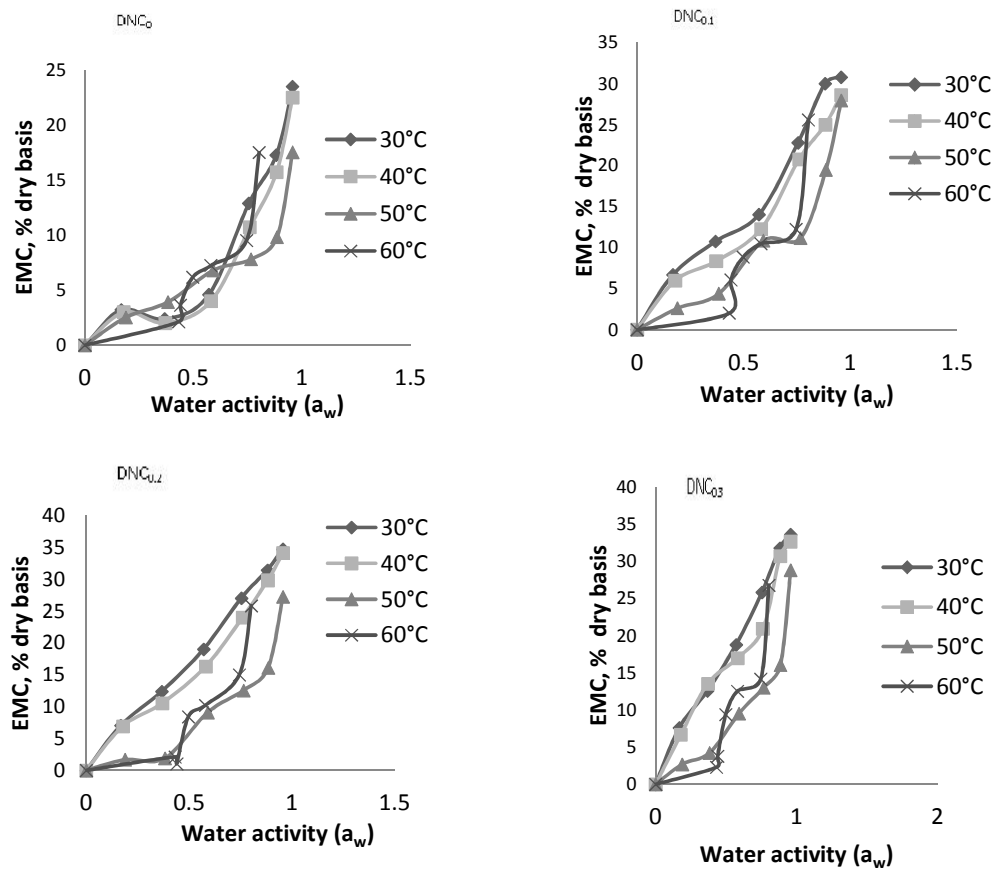 DNC₀
EMC, % dry basis
25
20
15
10
5
0
0 0.5 1 1.5
Water activity (a_w)
30°C
40°C
50°C
60°C
DNC₀.₁
EMC, % dry basis
35
30
25
20
15
10
5
0
0 0.5 1 1.5
Water activity (a_w)
30°C
40°C
50°C
60°C
DNC₀.₂
EMC, % dry basis
40
35
30
25
20
15
10
5
0
0 0.5 1 1.5
Water activity (a_w)
30°C
40°C
50°C
60°C
DNC₀₃
EMC, % dry basis
40
35
30
25
20
15
10
5
0
0 1 2
Water activity (a_w)
30°C
40°C
50°C
60°C